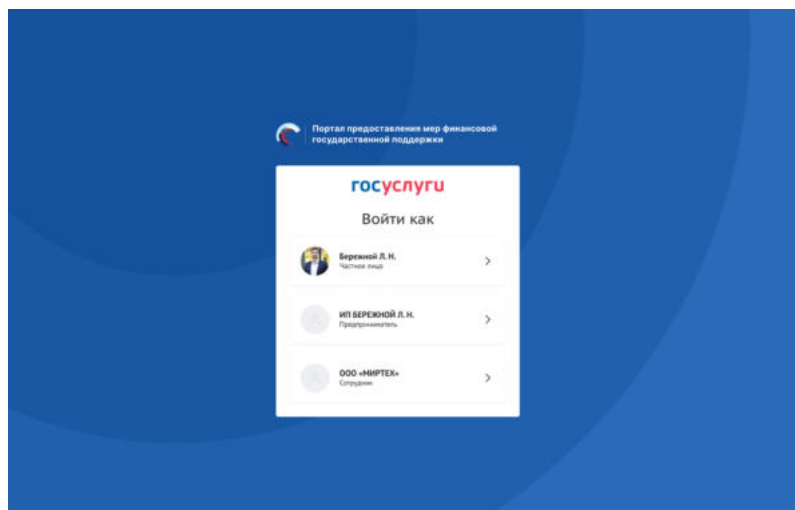 Портал предоставления мер финансовой
государственной поддержки
госуслуги
Войти как
Бережной Л. Н.
Частное лицо
ИП БЕРЕЖНОЙ Л. Н.
Предприниматель
ООО «МИРТЕХ»
Сотрудник